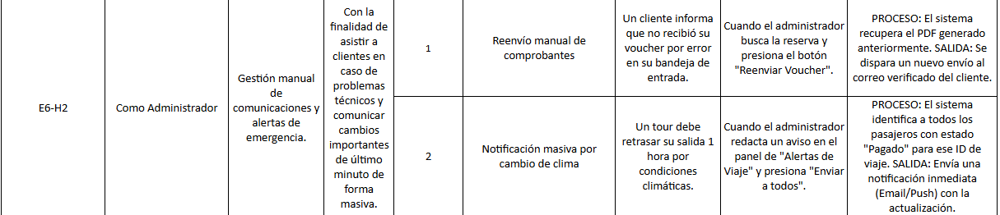 E6-H2
Como Administrador
Gestión manual
de
comunicaciones y
alertas de
emergencia.
Con la
finalidad de
asistir a
clientes en
caso de
problemas
técnicos y
comunicar
cambios
importantes
de último
minuto de
forma
masiva.
1
Reenvío manual de
comprobantes
Un cliente informa
que no recibió su
voucher por error
en su bandeja de
entrada.
Cuando el administrador
busca la reserva y
presiona el botón
"Reenviar Voucher".
PROCESO: El sistema
recupera el PDF generado
anteriormente. SALIDA: Se
dispara un nuevo envío al
correo verificado del cliente.
2
Notificación masiva por
cambio de clima
Un tour debe
retrasar su salida 1
hora por
condiciones
climáticas.
Cuando el administrador
redacta un aviso en el
panel de "Alertas de
Viaje" y presiona "Enviar
a todos".
PROCESO: El sistema
identifica a todos los
pasajeros con estado
"Pagado" para ese ID de
viaje. SALIDA: Envía una
notificación inmediata
(Email/Push) con la
actualización.